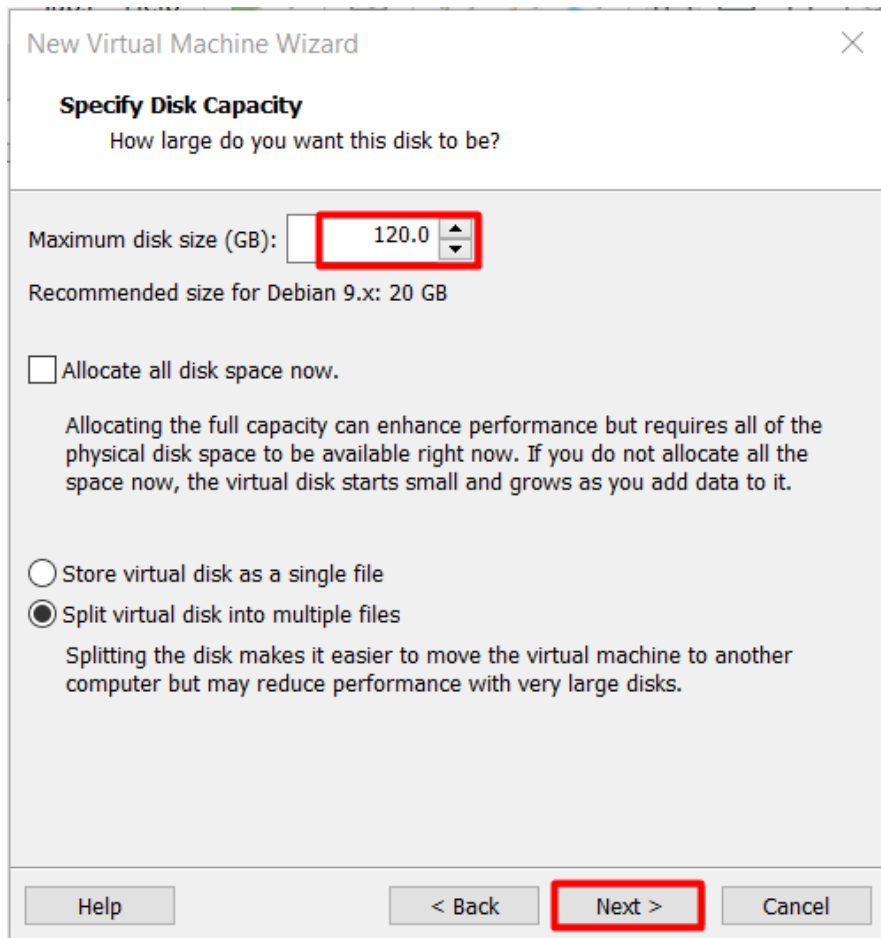 New Virtual Machine Wizard
Specify Disk Capacity
How large do you want this disk to be?
Maximum disk size (GB): 120.0
Recommended size for Debian 9.x: 20 GB
Allocate all disk space now.
Allocating the full capacity can enhance performance but requires all of the
physical disk space to be available right now. If you do not allocate all the
space now, the virtual disk starts small and grows as you add data to it.
Store virtual disk as a single file
Split virtual disk into multiple files
Splitting the disk makes it easier to move the virtual machine to another
computer but may reduce performance with very large disks.
Help
< Back
Next >
Cancel